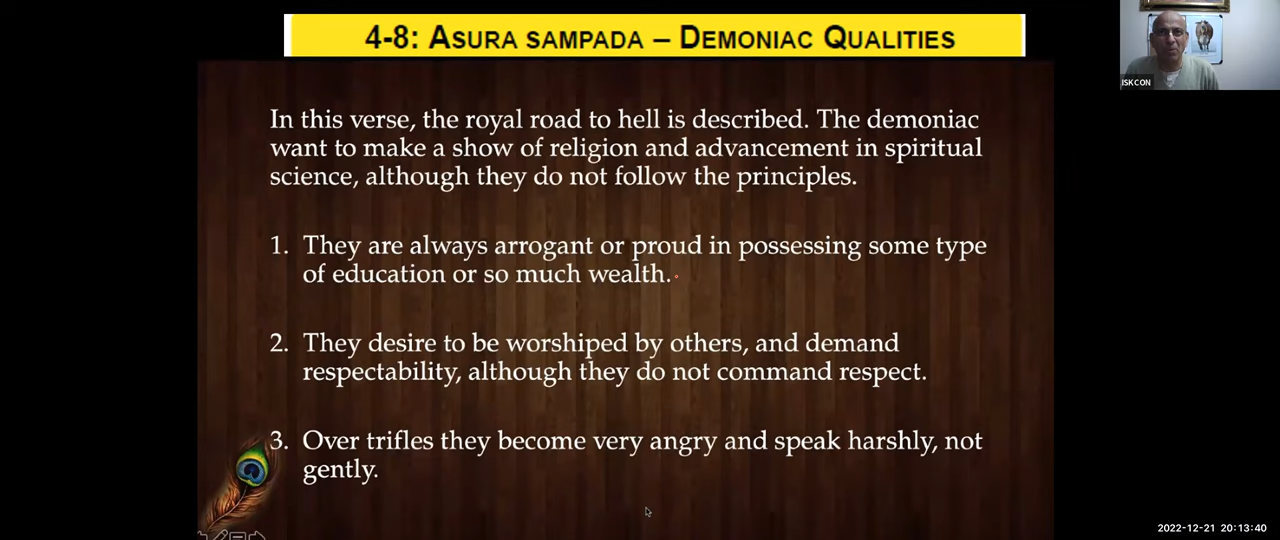 4-8: ASURA SAMPADA – DEMONIAC QUALITIES
ISKCON
In this verse, the royal road to hell is described. The demoniac
want to make a show of religion and advancement in spiritual
science, although they do not follow the principles.
1. They are always arrogant or proud in possessing some type
of education or so much wealth.
2. They desire to be worshiped by others, and demand
respectability, although they do not command respect.
3. Over trifles they become very angry and speak harshly, not
gently.
2022-12-21 20:13:40